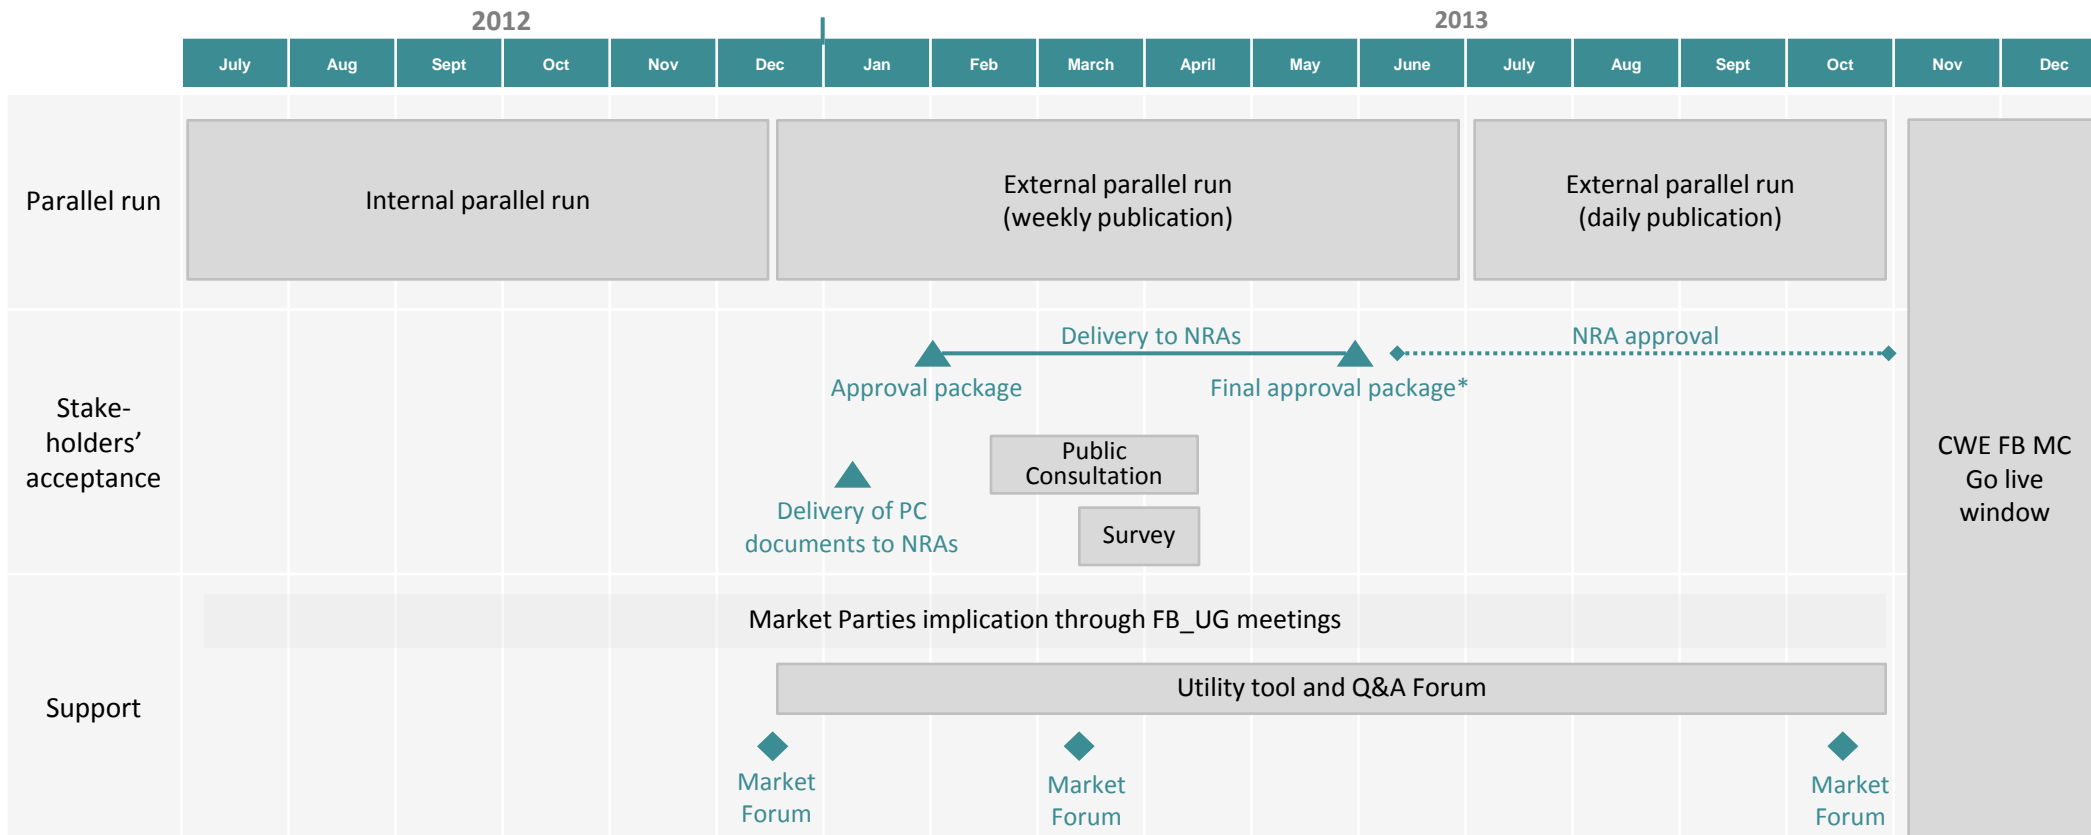 2012
2013
July Aug Sept Oct Nov Dec Jan Feb March April May June July Aug Sept Oct Nov Dec
Parallel run
Internal parallel run
External parallel run
(weekly publication)
External parallel run
(daily publication)
Stake-
holders’
acceptance
Delivery to NRAs
NRA approval
Approval package
Final approval package*
Public
Consultation
Delivery of PC
documents to NRAs
Survey
CWE FB MC
Go live
window
Support
Market Parties implication through FB_UG meetings
Utility tool and Q&A Forum
Market
Forum
Market
Forum
Market
Forum